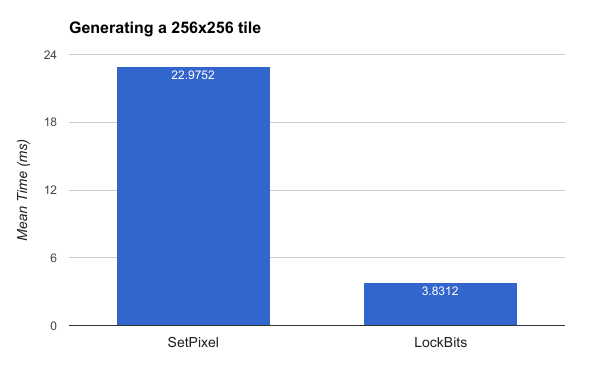 Generating a 256x256 tile
24
22.9752
18
Mean Time (ms)
12
6
3.8312
0
SetPixel
LockBits